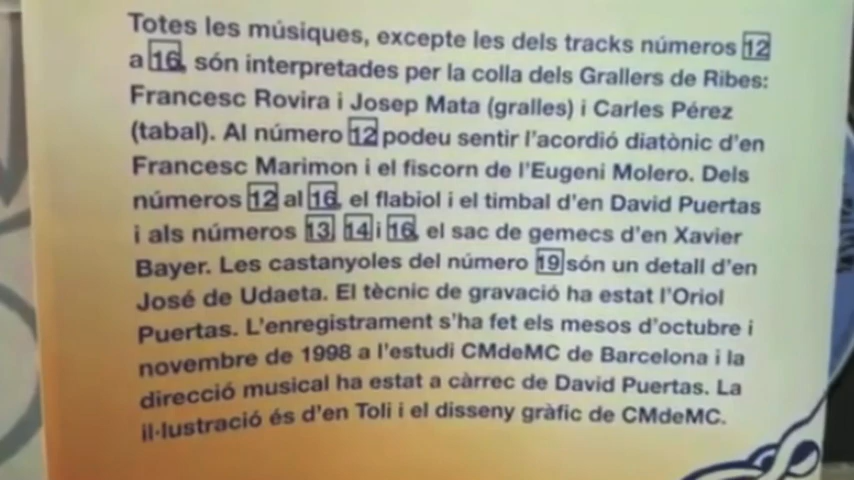 Totes les músiques, excepte les dels tracks números 12
a 16, són interpretades per la colla dels Grallers de Ribes:
Francesc Rovira i Josep Mata (gralles) i Carles Pérez
(tabal). Al número 12 podeu sentir l'acordió diatònic d'en
Francesc Marimon i el fiscorn de l'Eugeni Molero. Dels
números 12 al 16, el flabiol i el timbal d'en David Puertas
i als números 13, 14 i 16, el sac de gemecs d'en Xavier
Bayer. Les castanyoles del número 19 són un detall d'en
José de Udaeta. El tècnic de gravació ha estat l'Oriol
Puertas. L'enregistrament s'ha fet els mesos d'octubre i
novembre de 1998 a l'estudi CMdeMC de Barcelona i la
direcció musical ha estat a càrrec de David Puertas. La
il·lustració és d'en Toli i el disseny gràfic de CMdeMC.